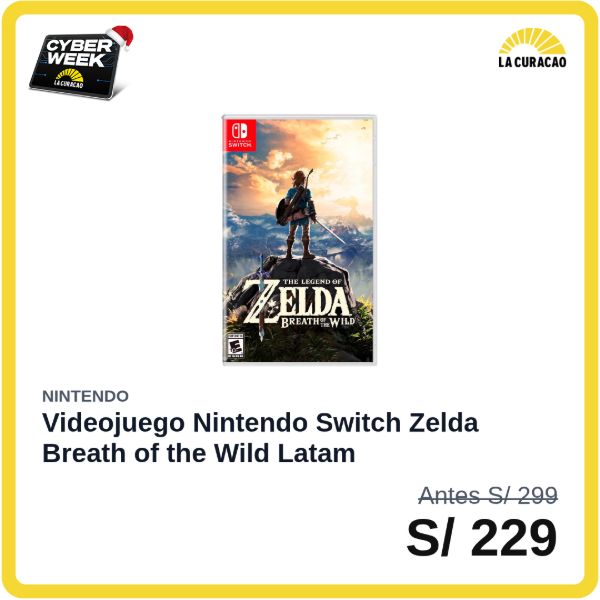 CYBER
WEEK
LA CURACAO
LA CURACAO
NINTENDO
SWITCH
THE LEGEND OF
ZELDA
BREATH OF THE WILD
E
NINTENDO
Videojuego Nintendo Switch Zelda
Breath of the Wild Latam
Antes S/ 299
S/ 229